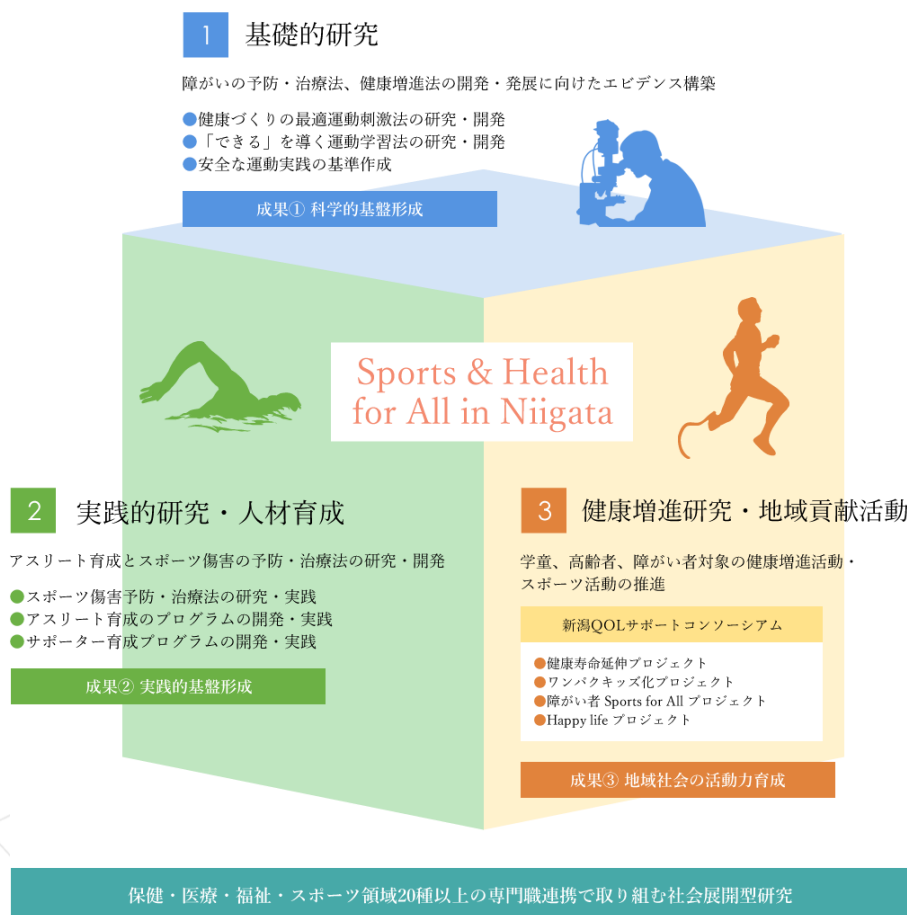 1 基礎的研究
障がいの予防・治療法、健康増進法の開発・発展に向けたエビデンス構築
●健康づくりの最適運動刺激法の研究・開発
●「できる」を導く運動学習法の研究・開発
●安全な運動実践の基準作成
成果① 科学的基盤形成
Sports & Health
for All in Niigata
2 実践的研究・人材育成
アスリート育成とスポーツ傷害の予防・治療法の研究・開発
●スポーツ傷害予防・治療法の研究・実践
●アスリート育成のプログラムの開発・実践
●サポーター育成プログラムの開発・実践
成果② 実践的基盤形成
3 健康増進研究・地域貢献活動
学童、高齢者、障がい者対象の健康増進活動・
スポーツ活動の推進
新潟QOLサポートコンソーシアム
●健康寿命延伸プロジェクト
●ワンパクキッズ化プロジェクト
●障がい者 Sports for All プロジェクト
●Happy life プロジェクト
成果③ 地域社会の活動力育成
保健・医療・福祉・スポーツ領域20種以上の専門職連携で取り組む社会展開型研究